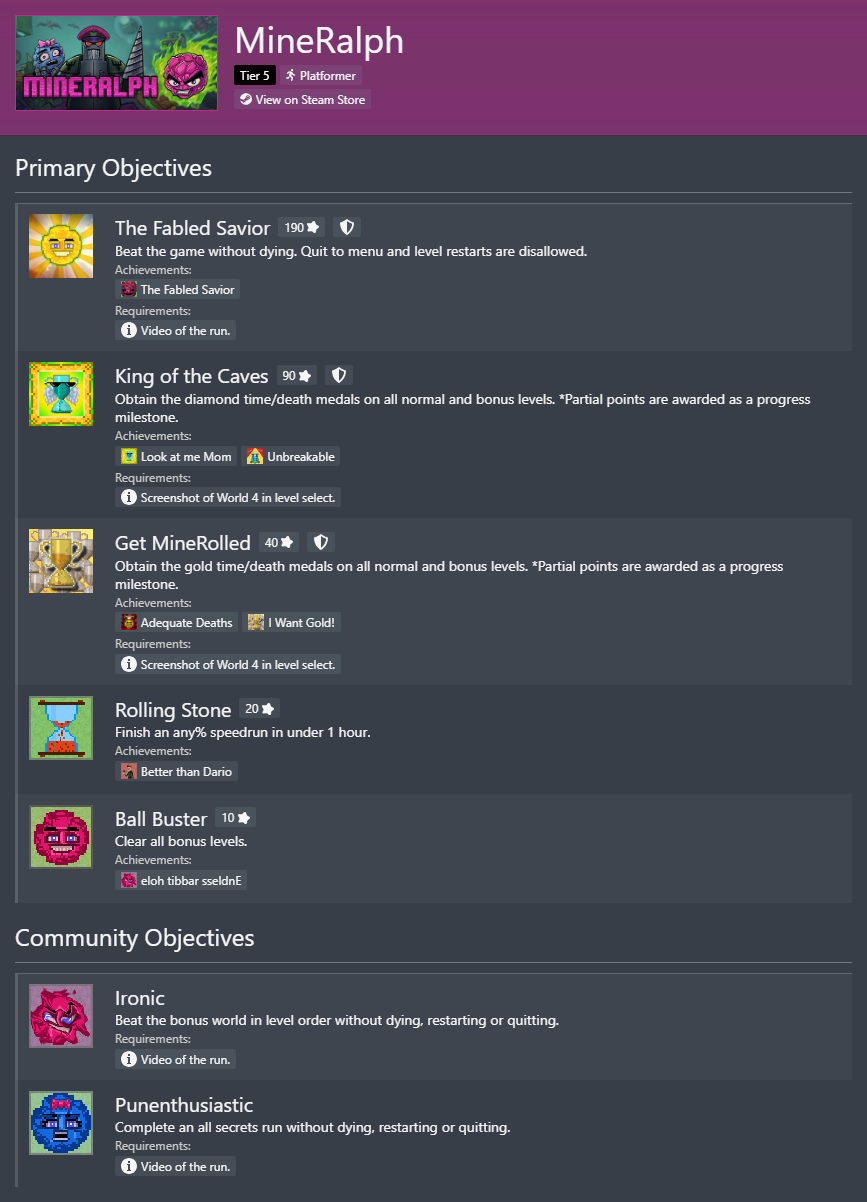 MINERALPH
MineRalph
Tier 5
Platformer
View on Steam Store
Primary Objectives
The Fabled Savior 190
Beat the game without dying. Quit to menu and level restarts are disallowed.
Achievements:
The Fabled Savior
Requirements:
Video of the run.
King of the Caves 90
Obtain the diamond time/death medals on all normal and bonus levels. *Partial points are awarded as a progress
milestone.
Achievements:
Look at me Mom Unbreakable
Requirements:
Screenshot of World 4 in level select.
Get MineRolled 40
Obtain the gold time/death medals on all normal and bonus levels. *Partial points are awarded as a progress
milestone.
Achievements:
Adequate Deaths I Want Gold!
Requirements:
Screenshot of World 4 in level select.
Rolling Stone 20
Finish an any% speedrun in under 1 hour.
Achievements:
Better than Dario
Ball Buster 10
Clear all bonus levels.
Achievements:
eloh tibbar sseldnE
Community Objectives
Ironic
Beat the bonus world in level order without dying, restarting or quitting.
Requirements:
Video of the run.
Punenthusiastic
Complete an all secrets run without dying, restarting or quitting.
Requirements:
Video of the run.